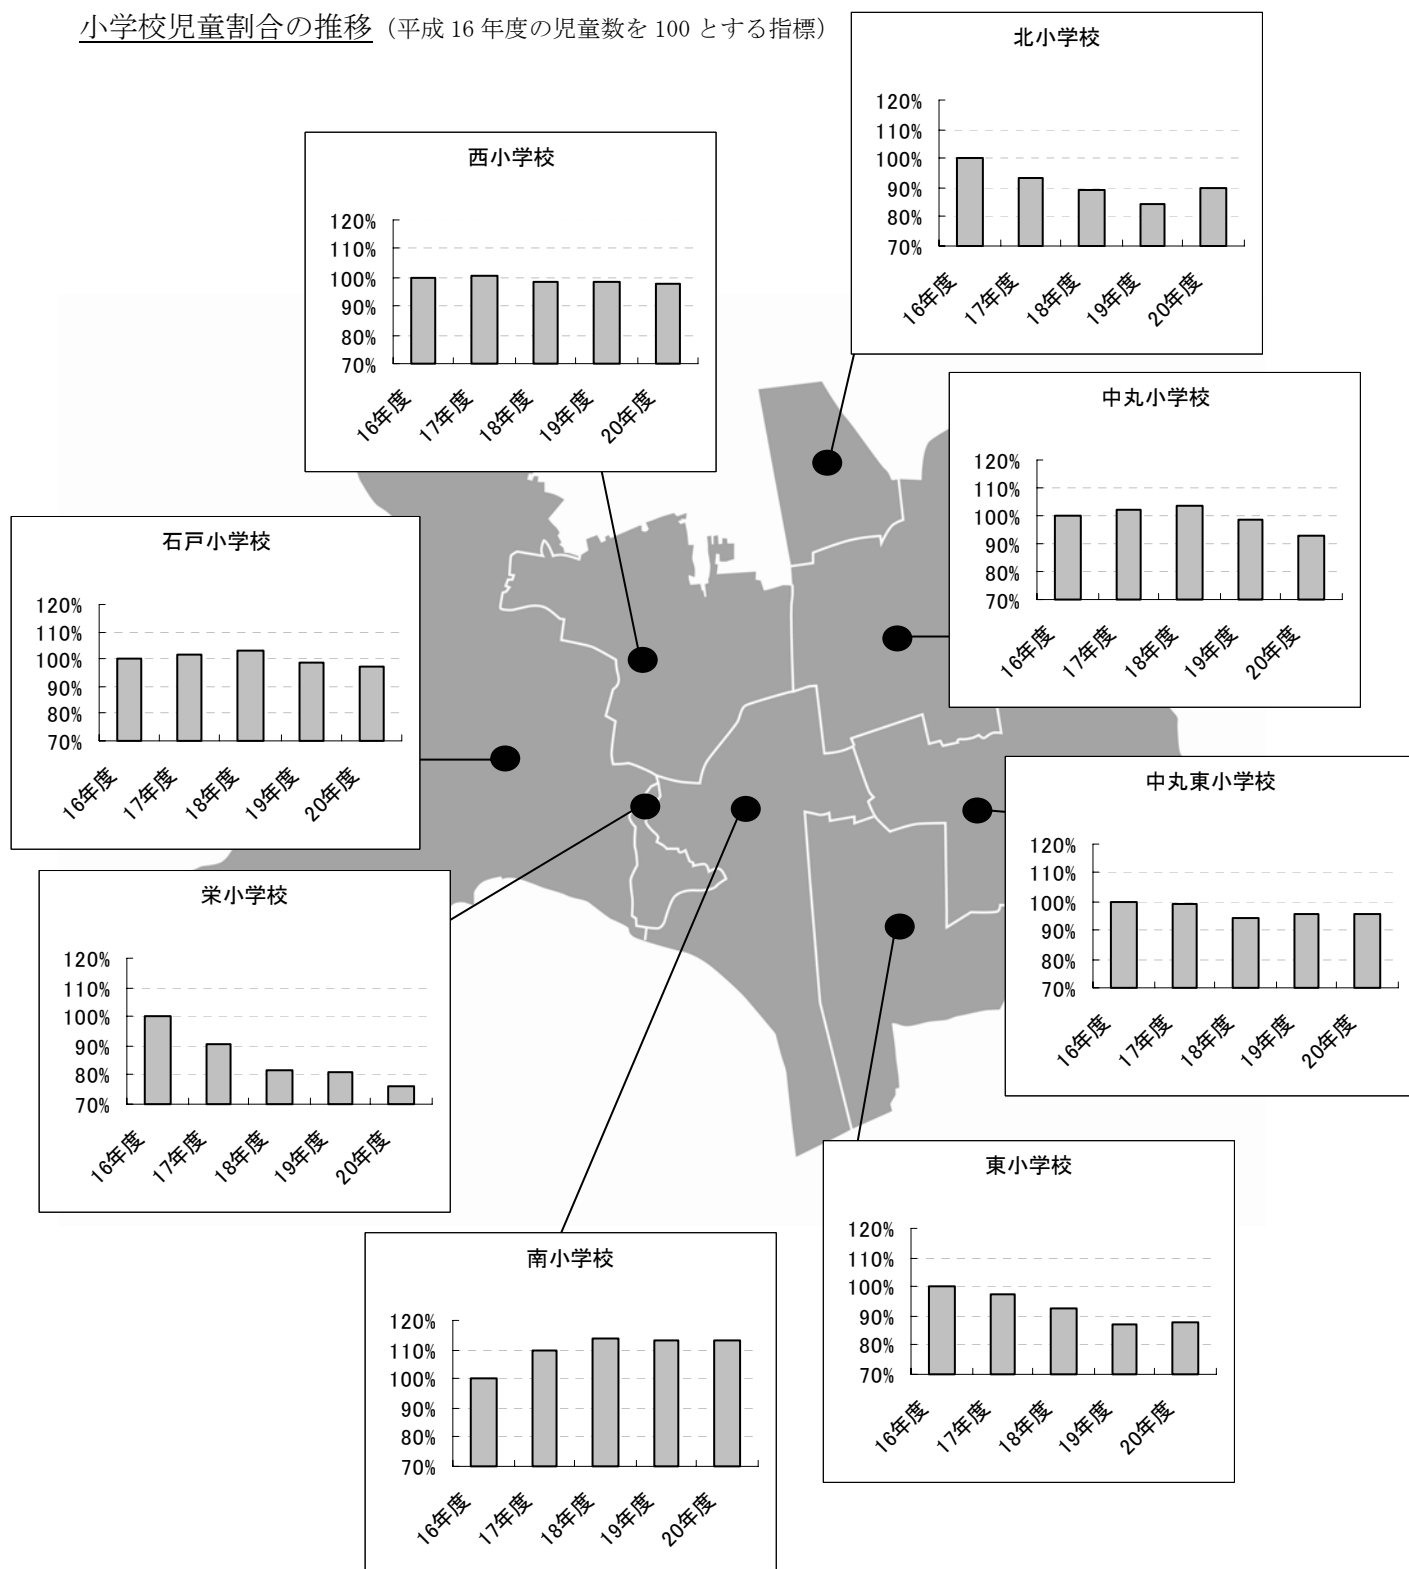 小学校児童割合の推移（平成 16 年度の児童数を 100 とする指標）
北小学校
120%
110%
100%
90%
80%
70%
16年度
17年度
18年度
19年度
20年度
西小学校
120%
110%
100%
90%
80%
70%
16年度
17年度
18年度
19年度
20年度
中丸小学校
120%
110%
100%
90%
80%
70%
16年度
17年度
18年度
19年度
20年度
石戸小学校
120%
110%
100%
90%
80%
70%
16年度
17年度
18年度
19年度
20年度
中丸東小学校
120%
110%
100%
90%
80%
70%
16年度
17年度
18年度
19年度
20年度
栄小学校
120%
110%
100%
90%
80%
70%
16年度
17年度
18年度
19年度
20年度
東小学校
120%
110%
100%
90%
80%
70%
16年度
17年度
18年度
19年度
20年度
南小学校
120%
110%
100%
90%
80%
70%
16年度
17年度
18年度
19年度
20年度